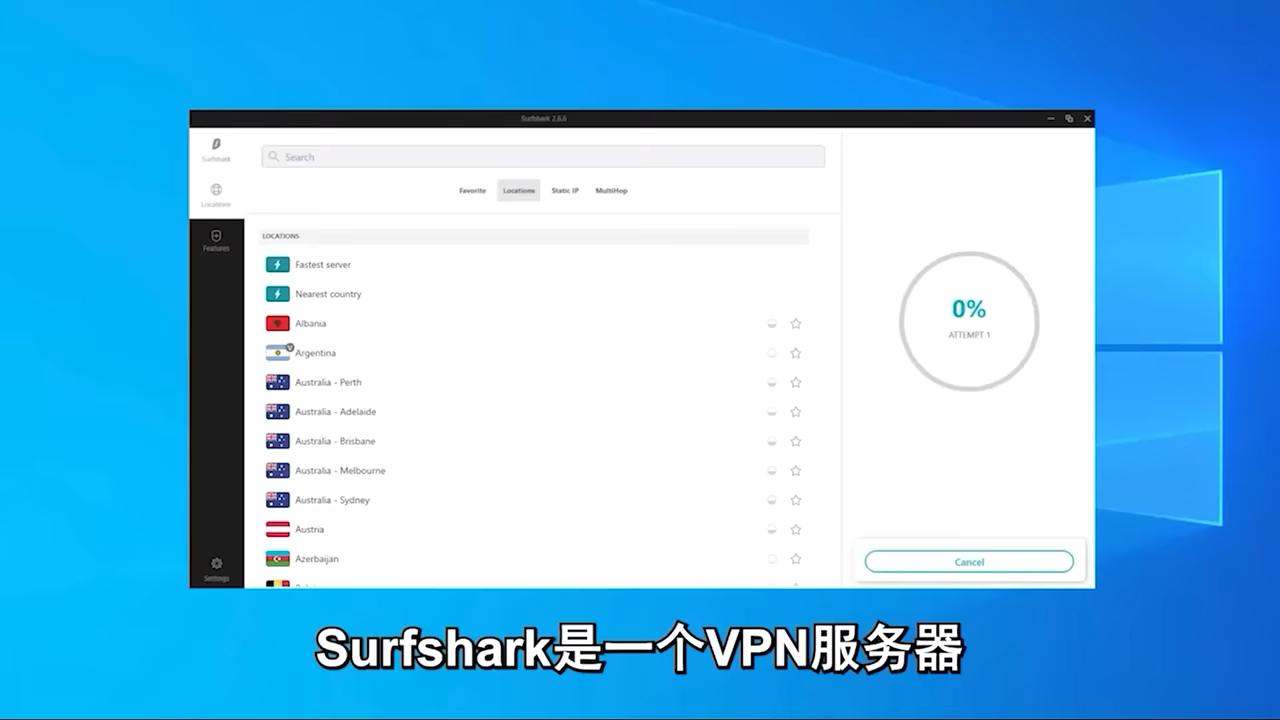 Surfshark 2.6.6
Surfshark
Locations
Features
Settings
Search
Favorite
Locations
Static IP
MultiHop
LOCATIONS
Fastest server
Nearest country
Albania
Argentina
Australia - Perth
Australia - Adelaide
Australia - Brisbane
Australia - Melbourne
Australia - Sydney
Austria
Azerbaijan
0%
ATTEMPT 1
Cancel
Surfshark是一个VPN服务器